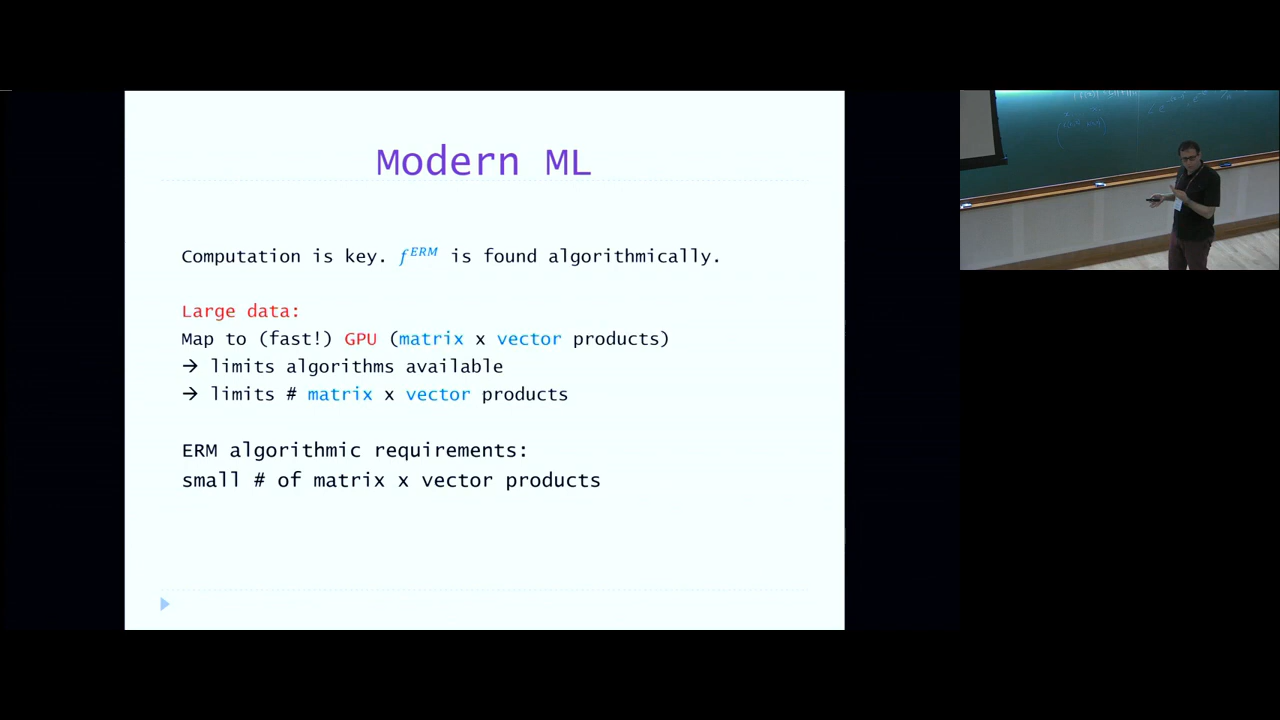 Modern ML
Computation is key. f^ERM is found algorithmically.
Large data:
Map to (fast!) GPU (matrix x vector products)
→ limits algorithms available
→ limits # matrix x vector products
ERM algorithmic requirements:
small # of matrix x vector products